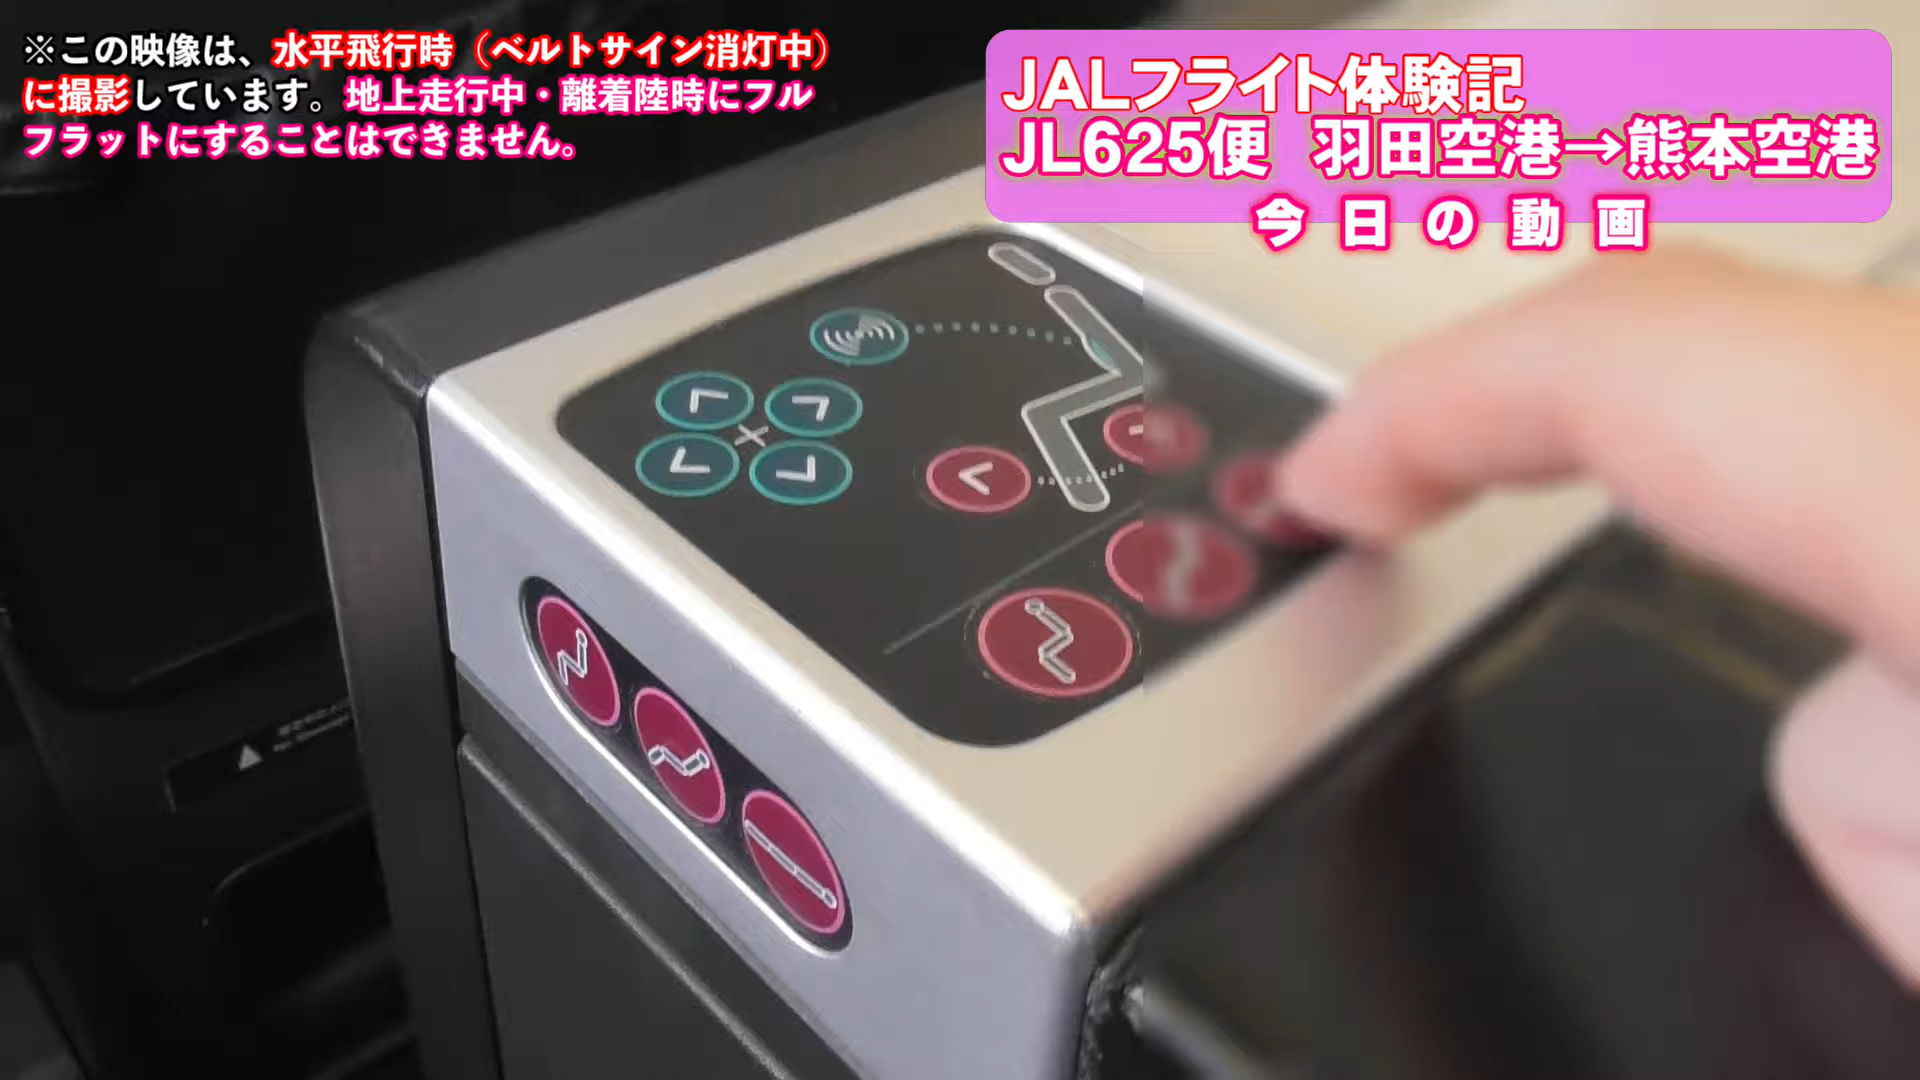 ※この映像は、水平飛行時（ベルトサイン消灯中）
に撮影しています。地上走行中・離着陸時にフル
フラットにすることはできません。
JALフライト体験記
JL625便 羽田空港→熊本空港
今日の動画